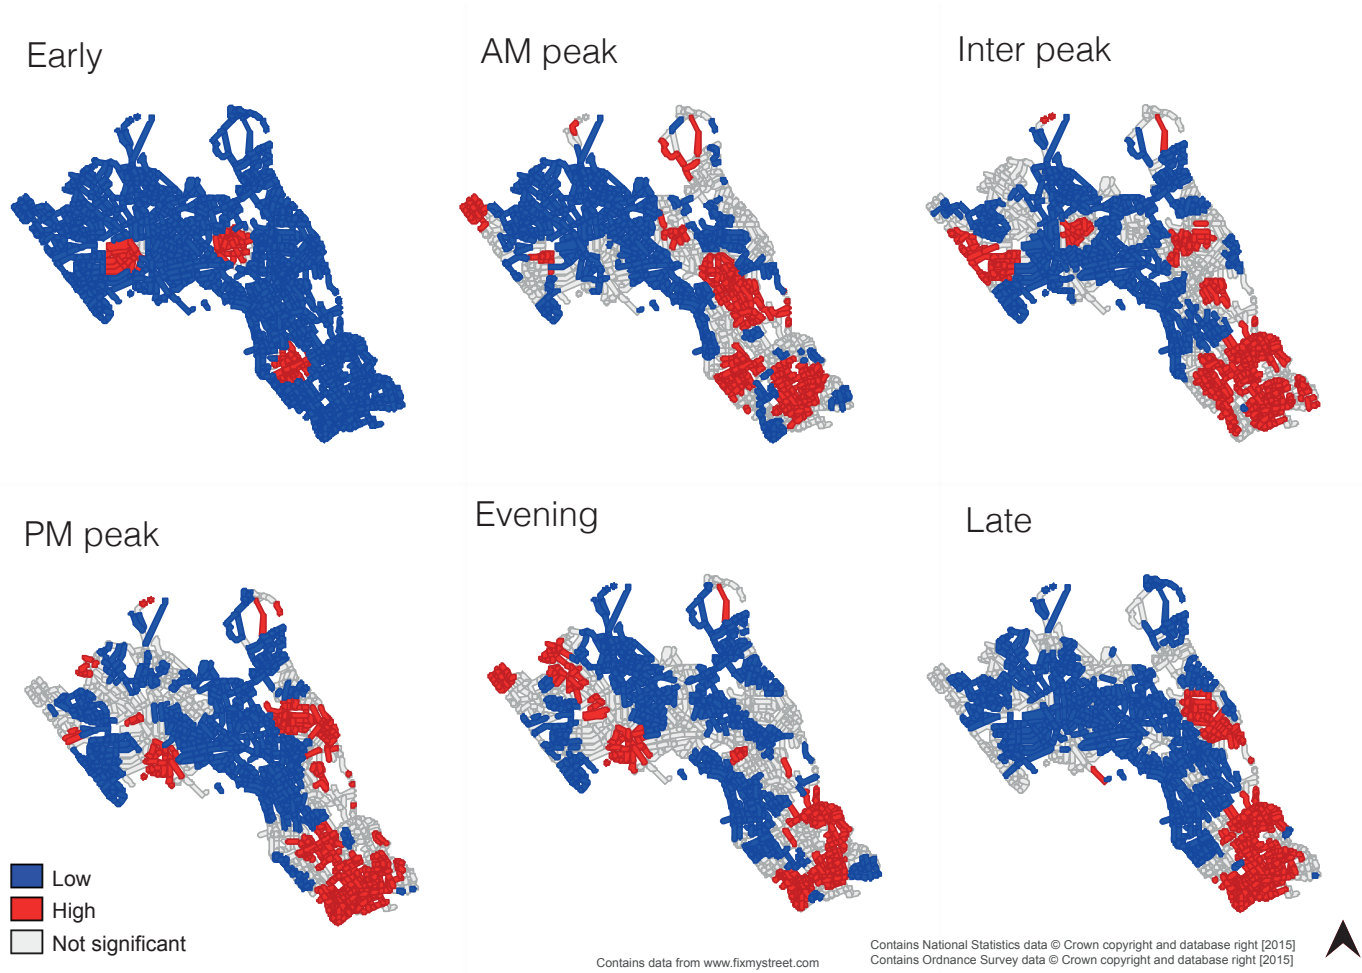 Early
AM peak
Inter peak
PM peak
Evening
Late
Low
High
Not significant
Contains data from www.fixmystreet.com
Contains National Statistics data © Crown copyright and database right [2015]
Contains Ordnance Survey data © Crown copyright and database right [2015]